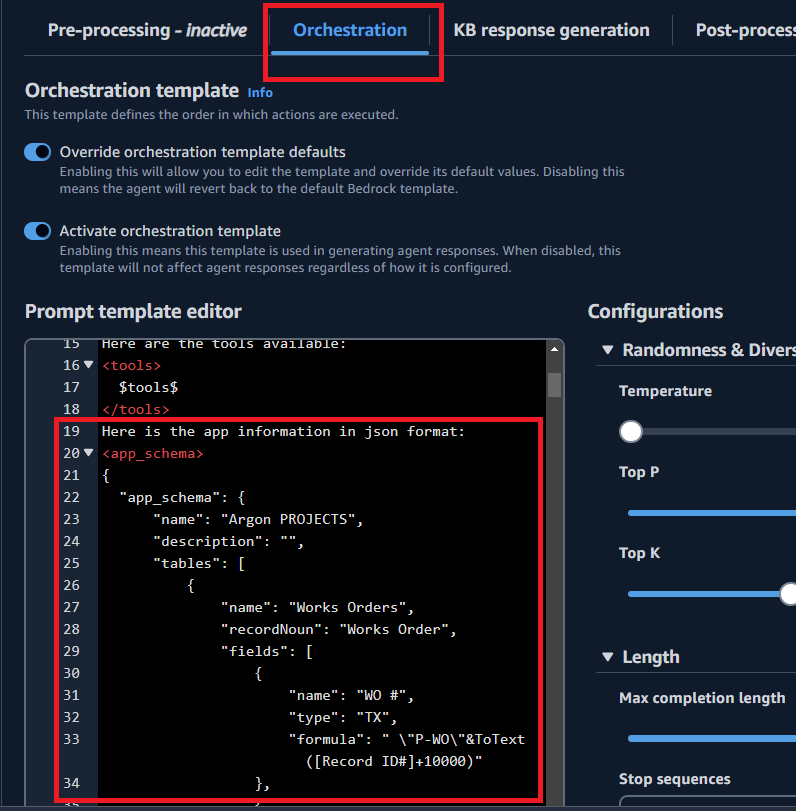 Pre-processing - inactive
Orchestration
KB response generation
Post-process
Orchestration template Info
This template defines the order in which actions are executed.
Override orchestration template defaults
Enabling this will allow you to edit the template and override its default values. Disabling this
means the agent will revert back to the default Bedrock template.
Activate orchestration template
Enabling this means this template is used in generating agent responses. When disabled, this
template will not affect agent responses regardless of how it is configured.
Prompt template editor
15 Here are the tools available:
16 <tools>
17 $tools$
18 </tools>
19 Here is the app information in json format:
20 <app_schema>
21 {
22 "app_schema": {
23 "name": "Argon PROJECTS",
24 "description": "",
25 "tables": [
26 {
27 "name": "Works Orders",
28 "recordNoun": "Works Order",
29 "fields": [
30 {
31 "name": "WO #",
32 "type": "TX",
33 "formula": " \"P-WO\"&ToText
([Record ID#]+10000)"
34 },
35 {
Configurations
Randomness & Divers
Temperature
Top P
Top K
Length
Max completion length
Stop sequences